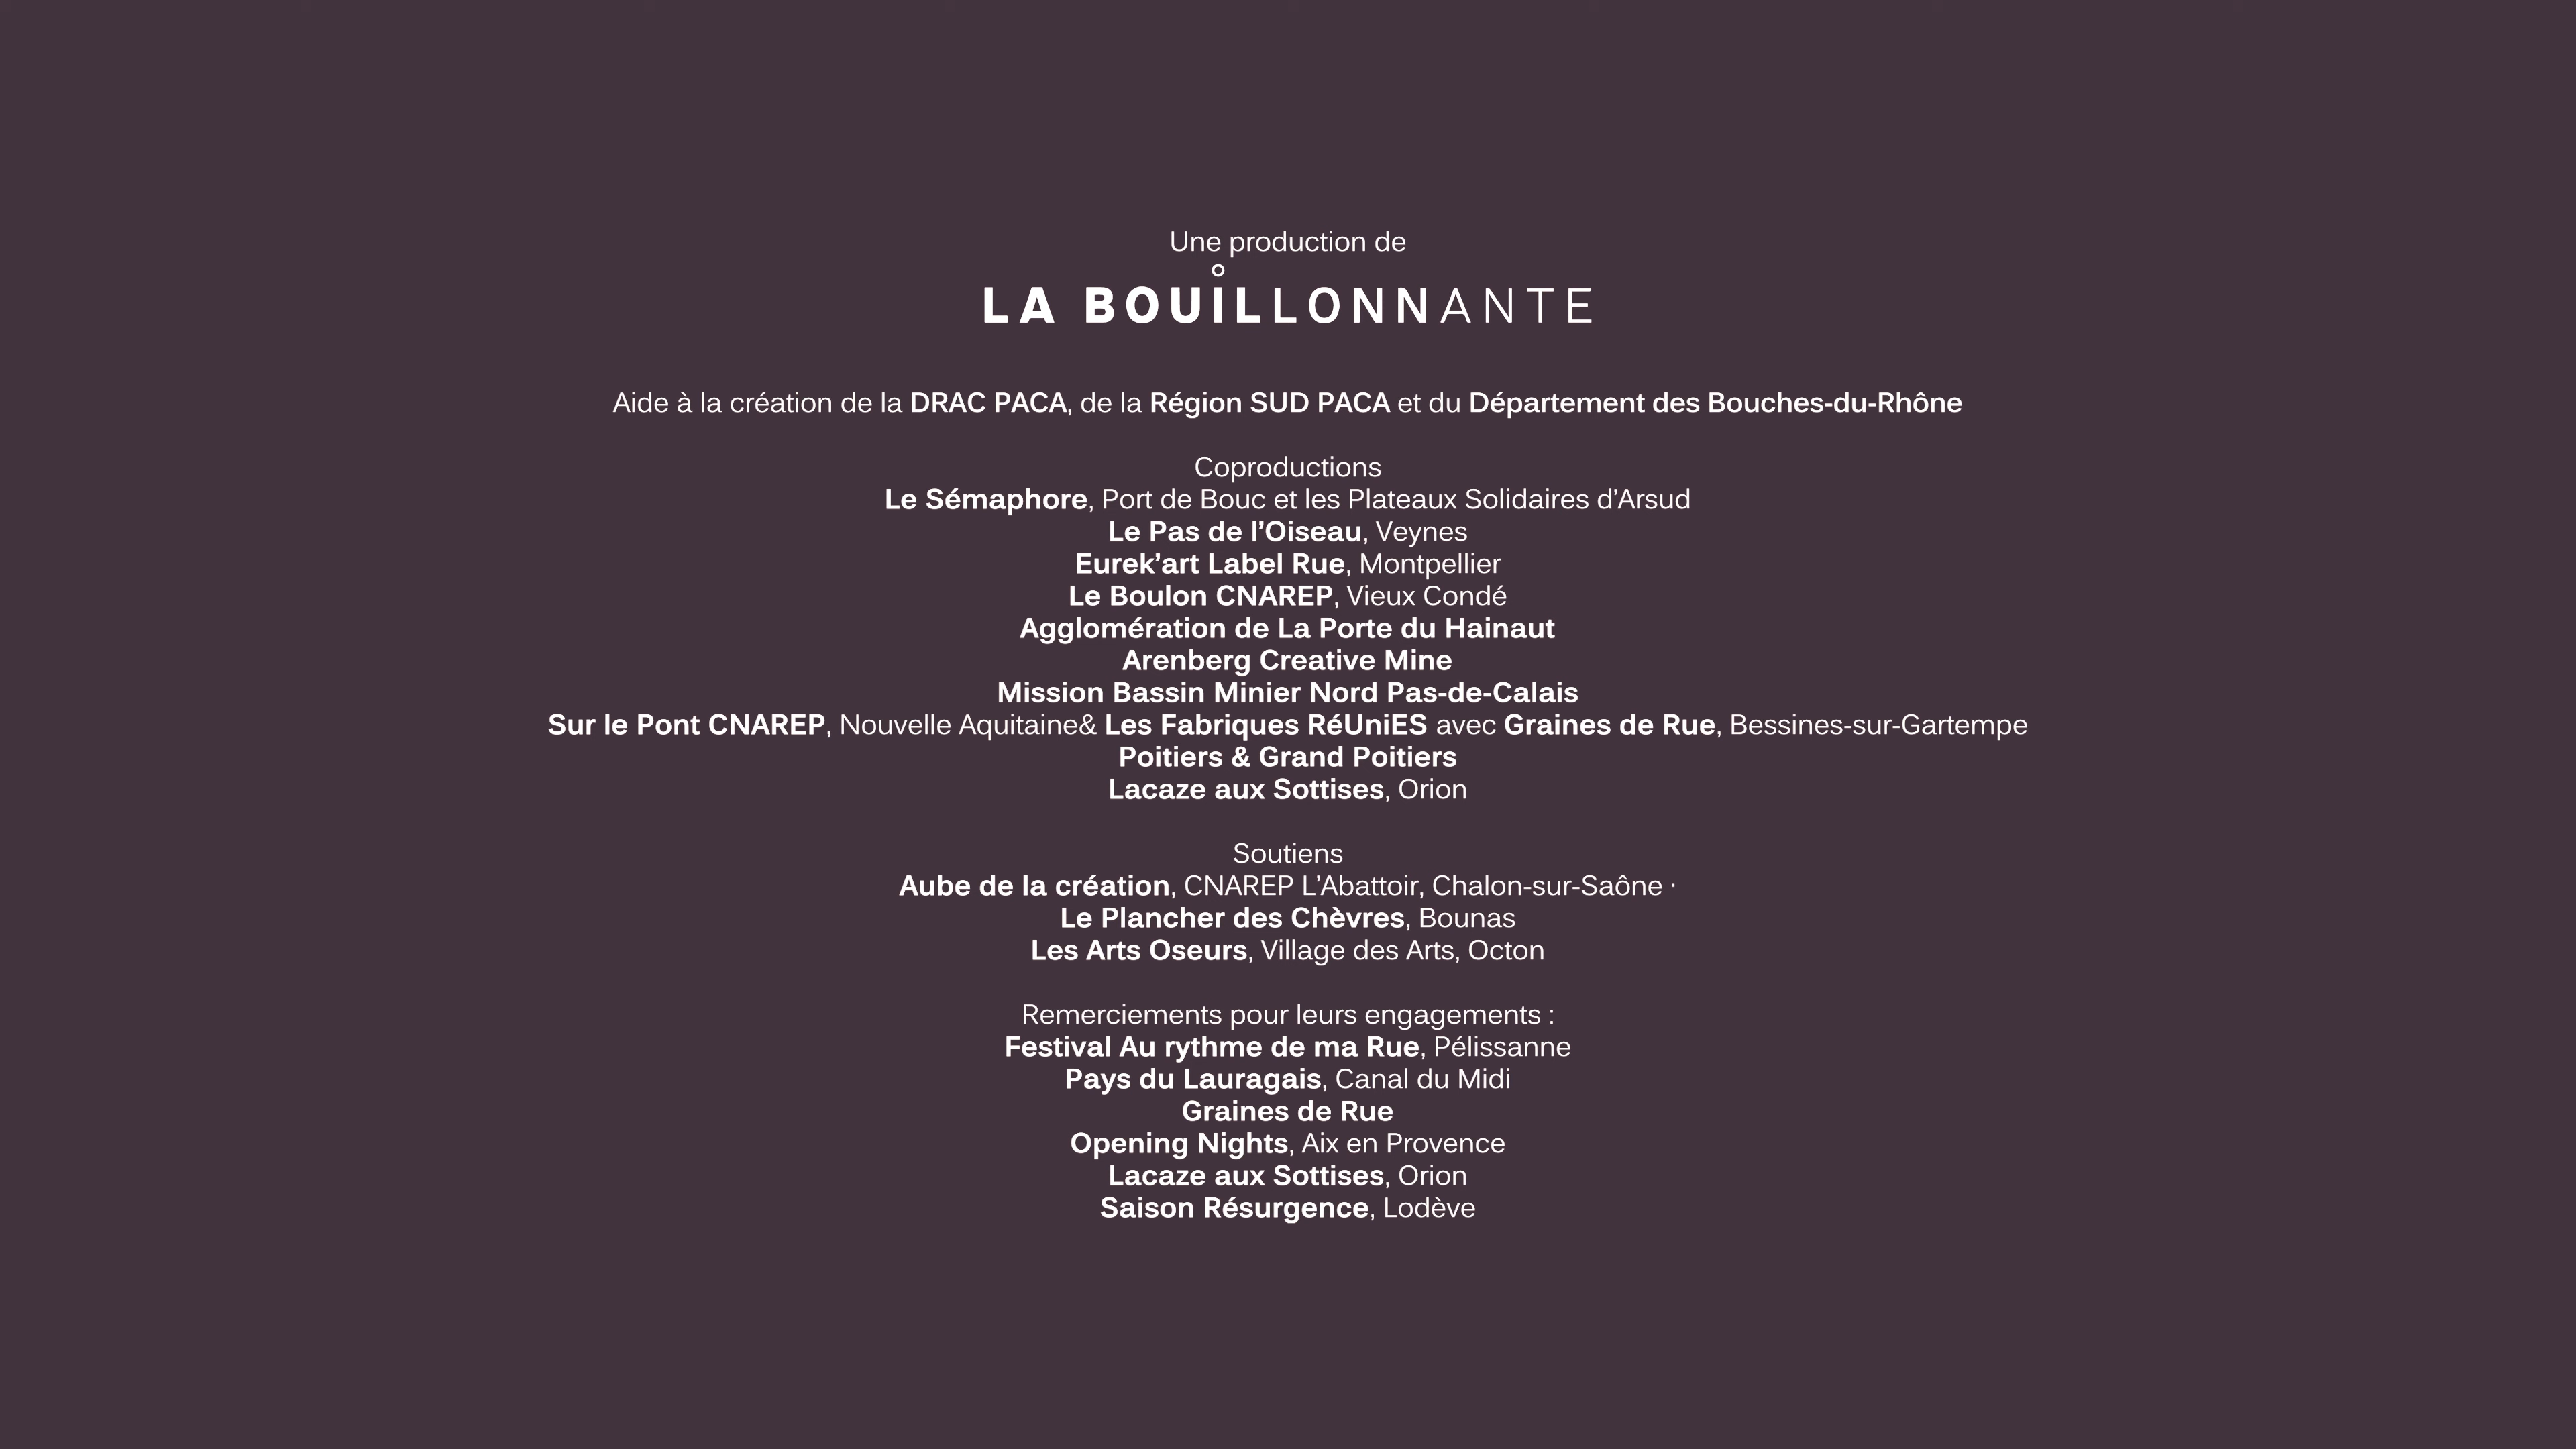 Une production de
LA BOUILLONNANTE
Aide à la création de la DRAC PACA, de la Région SUD PACA et du Département des Bouches-du-Rhône
Coproductions
Le Sémaphore, Port de Bouc et les Plateaux Solidaires d’Arsud
Le Pas de l’Oiseau, Veynes
Eurek’art Label Rue, Montpellier
Le Boulon CNAREP, Vieux Condé
Agglomération de La Porte du Hainaut
Arenberg Creative Mine
Mission Bassin Minier Nord Pas-de-Calais
Sur le Pont CNAREP, Nouvelle Aquitaine& Les Fabriques RéUniES avec Graines de Rue, Bessines-sur-Gartempe
Poitiers & Grand Poitiers
Lacaze aux Sottises, Orion
Soutiens
Aube de la création, CNAREP L’Abattoir, Chalon-sur-Saône ·
Le Plancher des Chèvres, Bounas
Les Arts Oseurs, Village des Arts, Octon
Remerciements pour leurs engagements :
Festival Au rythme de ma Rue, Pélissanne
Pays du Lauragais, Canal du Midi
Graines de Rue
Opening Nights, Aix en Provence
Lacaze aux Sottises, Orion
Saison Résurgence, Lodève